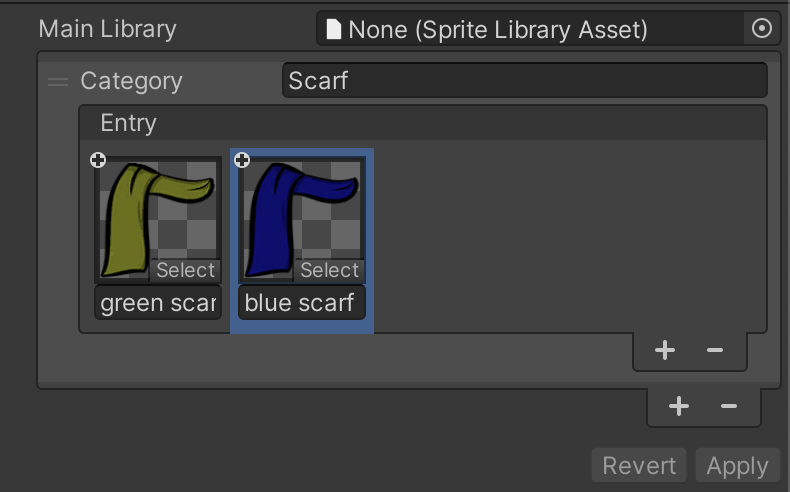 Main Library
None (Sprite Library Asset)
Category
Scarf
Entry
Select
Select
green scar
blue scarf
Revert
Apply